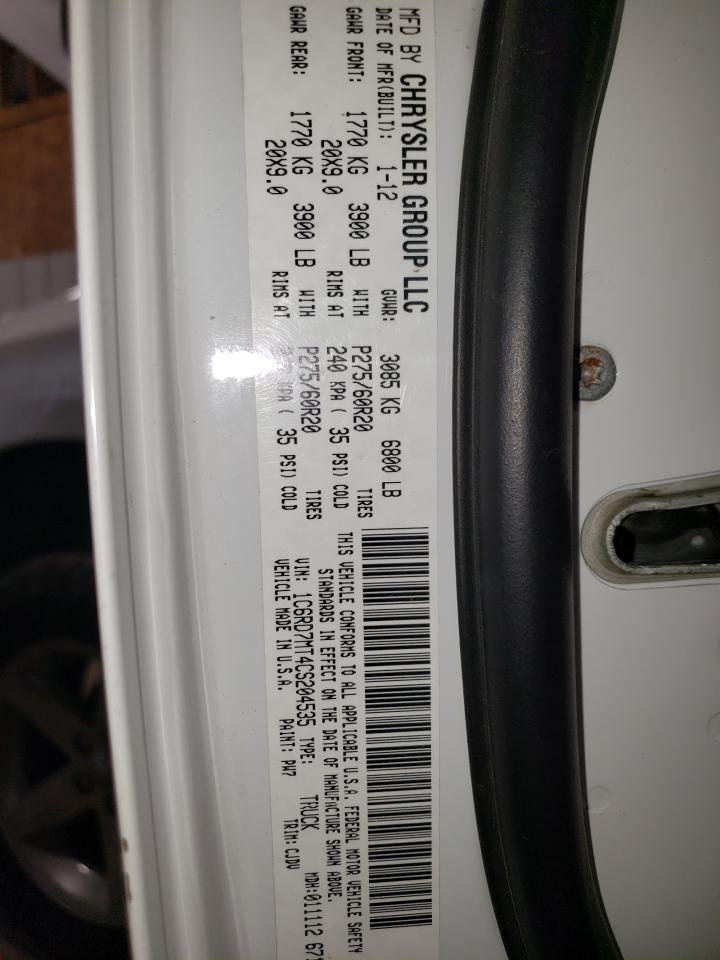 MFD BY CHRYSLER GROUP LLC
DATE OF MFR(BUILT): 1-12 GVWR: 3085 KG 6800 LB
GAWR FRONT: 1770 KG 3900 LB WITH P275/60R20 TIRES
20X9.0 RIMS AT 240 KPA ( 35 PSI) COLD
GAWR REAR: 1770 KG 3900 LB WITH P275/60R20 TIRES
20X9.0 RIMS AT KPA ( 35 PSI) COLD
THIS VEHICLE CONFORMS TO ALL APPLICABLE U.S.A. FEDERAL MOTOR VEHICLE SAFETY
STANDARDS IN EFFECT ON THE DATE OF MANUFACTURE SHOWN ABOVE.
VIN: 1C6RD7MT4CS204535 TYPE: TRUCK MDH:011112 671
VEHICLE MADE IN U.S.A. PAINT: PW7 TRIM: CJDV